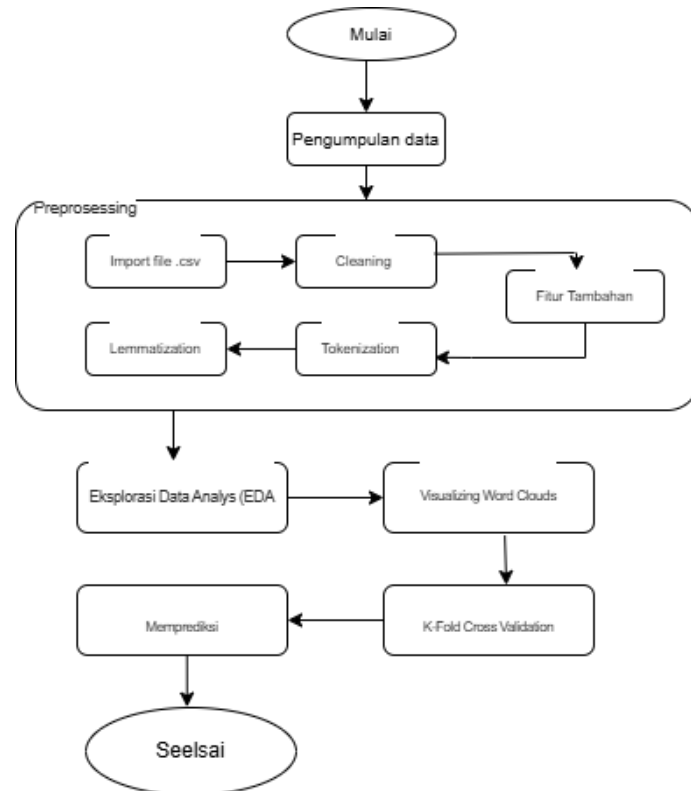 Mulai
Pengumpulan data
Preprosessing
Import file .csv
Cleaning
Fitur Tambahan
Tokenization
Lemmatization
Eksplorasi Data Analys (EDA
Visualizing Word Clouds
K-Fold Cross Validation
Memprediksi
Seelsai